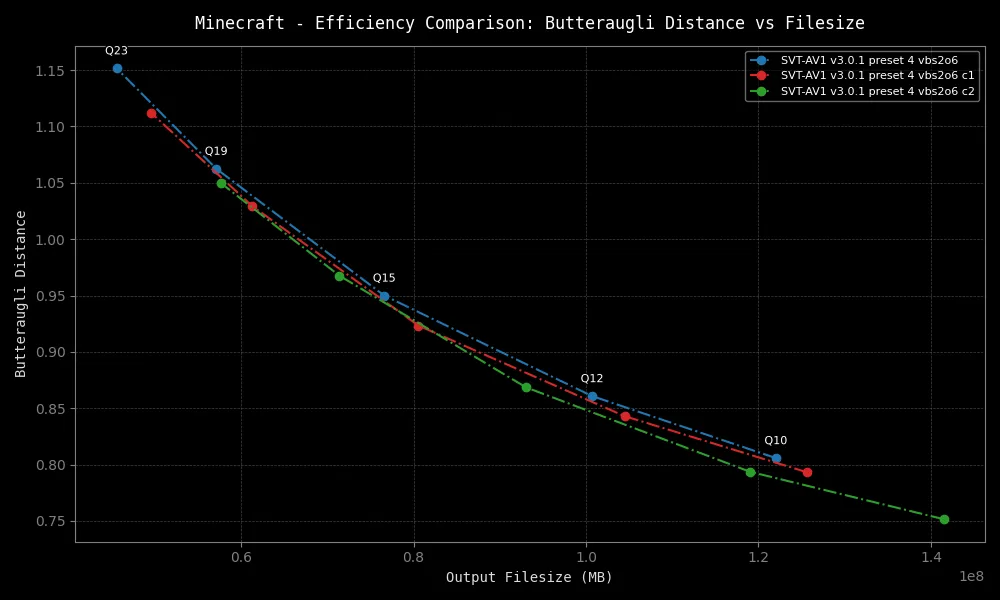 Minecraft - Efficiency Comparison: Butteraugli Distance vs Filesize
SVT-AV1 v3.0.1 preset 4 vbs2o6
SVT-AV1 v3.0.1 preset 4 vbs2o6 c1
SVT-AV1 v3.0.1 preset 4 vbs2o6 c2
Q23
Q19
Q15
Q12
Q10
Butteraugli Distance
1.15
1.10
1.05
1.00
0.95
0.90
0.85
0.80
0.75
0.6
0.8
1.0
1.2
1.4
1e8
Output Filesize (MB)